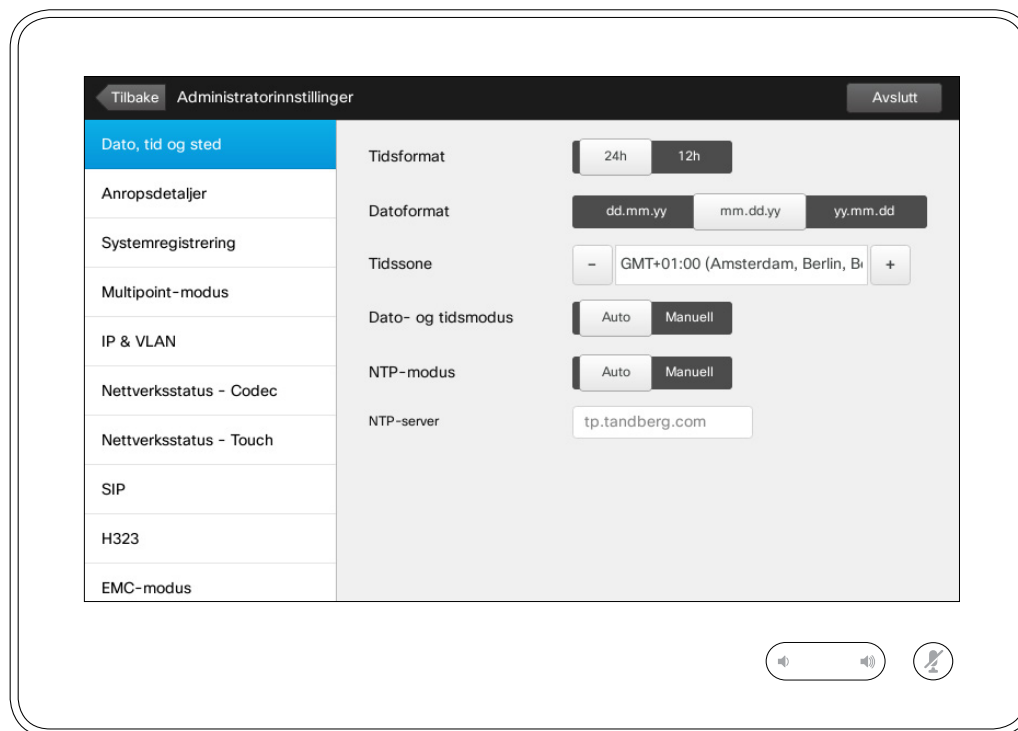 Tilbake Administratorinnstillinger Avslutt
Dato, tid og sted
Anropsdetaljer
Systemregistrering
Multipoint-modus
IP & VLAN
Nettverksstatus - Codec
Nettverksstatus - Touch
SIP
H323
EMC-modus
Tidsformat 24h 12h
Datoformat dd.mm.yy mm.dd.yy yy.mm.dd
Tidssone - GMT+01:00 (Amsterdam, Berlin, +
Dato- og tidsmodus Auto Manuell
NTP-modus Auto Manuell
NTP-server tp.tandberg.com